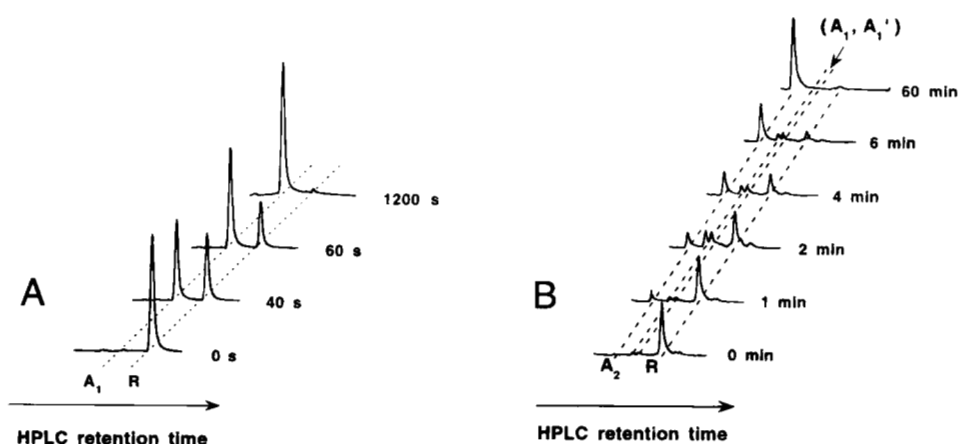 A
1200 s
60 s
40 s
0 s
A1 R
HPLC retention time
B
(A1, A1')
60 min
6 min
4 min
2 min
1 min
0 min
A2 R
HPLC retention time